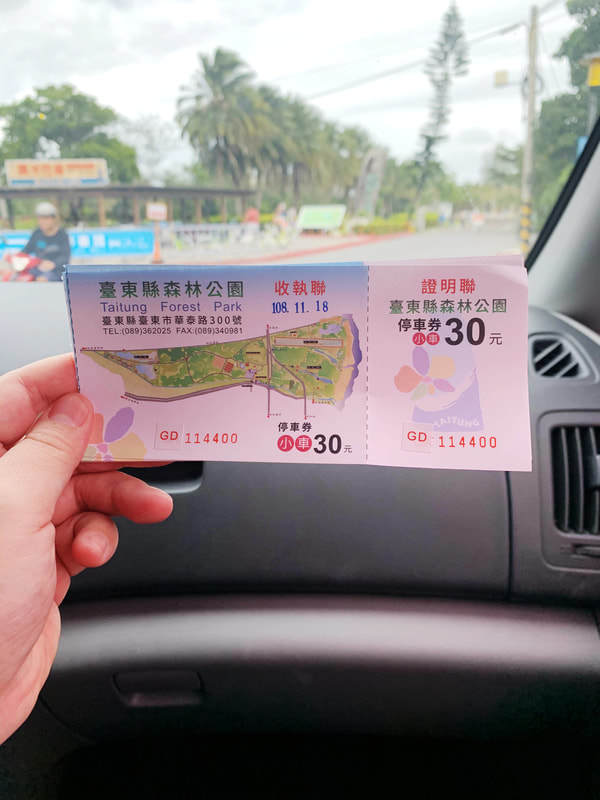 臺東縣森林公園
收執聯
Taitung Forest Park
108.11.18
臺東縣臺東市華泰路300號
TEL:(089)362025 FAX:(089)340981
停車券
小車30元
GD 114400
證明聯
臺東縣森林公園
停車券
小車
30元
TAITUNG
GD 114400